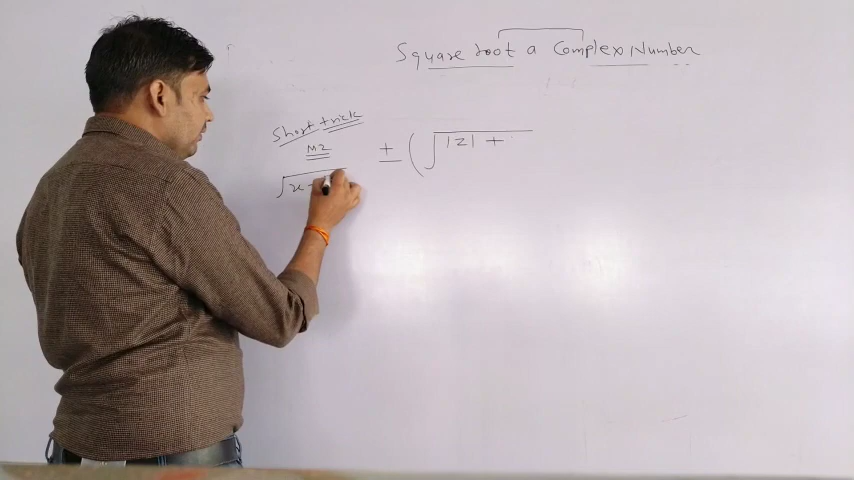 Square root a Complex Number
Short trick
M2
± ( √|z| +
√x